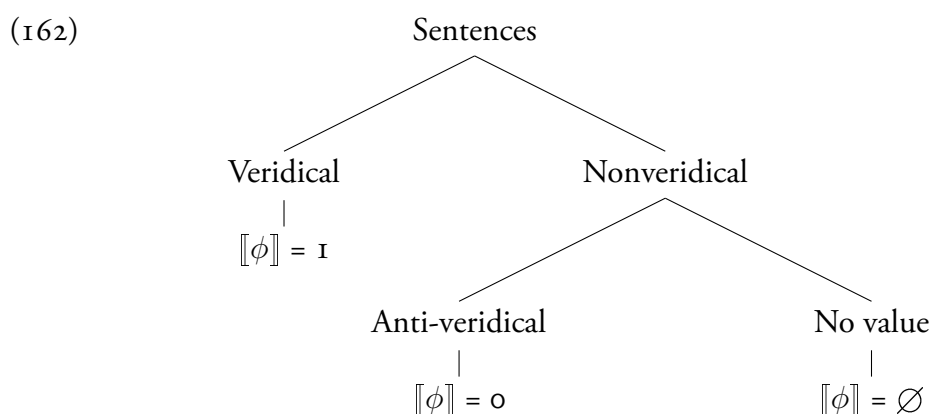 (162) Sentences
Veridical Nonveridical
⟦ϕ⟧ = 1
Anti-veridical No value
⟦ϕ⟧ = 0 ⟦ϕ⟧ = ∅